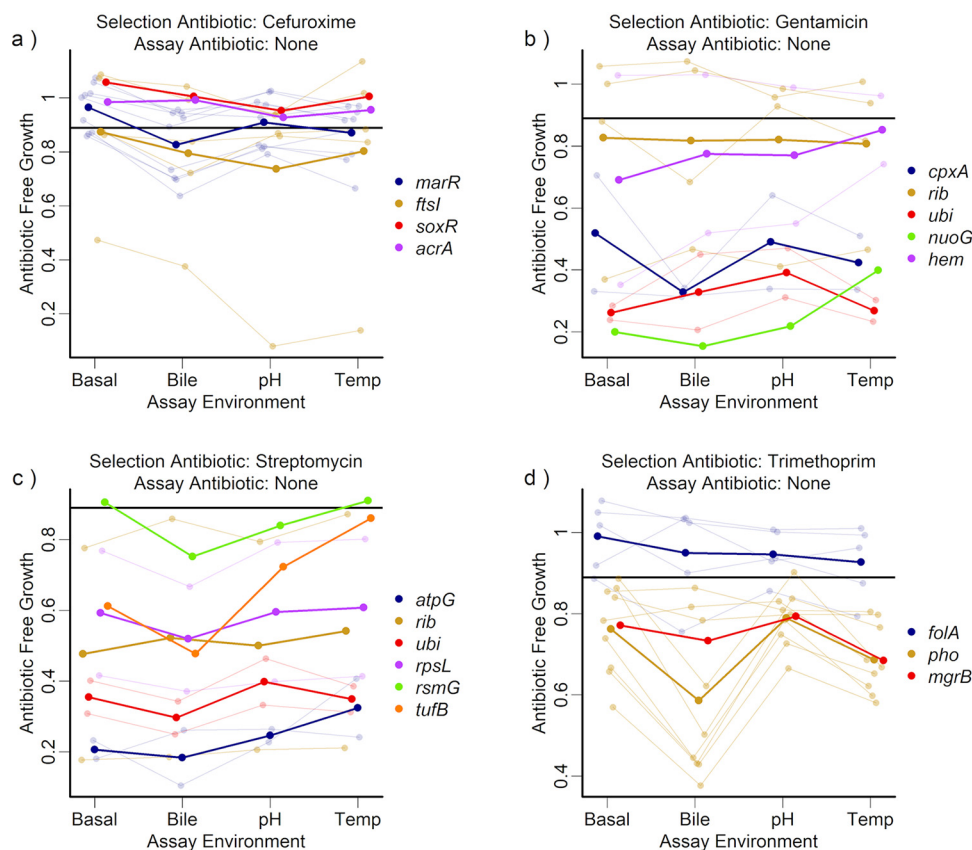 a )
Selection Antibiotic: Cefuroxime
Assay Antibiotic: None
Antibiotic Free Growth
1
0.8
0.6
0.4
0.2
Basal Bile pH Temp
Assay Environment
marR
ftsI
soxR
acrA
b )
Selection Antibiotic: Gentamicin
Assay Antibiotic: None
Antibiotic Free Growth
1
0.8
0.6
0.4
0.2
Basal Bile pH Temp
Assay Environment
cpxA
rib
ubi
nuoG
hem
c )
Selection Antibiotic: Streptomycin
Assay Antibiotic: None
Antibiotic Free Growth
0.8
0.6
0.4
0.2
Basal Bile pH Temp
Assay Environment
atpG
rib
ubi
rpsL
rsmG
tufB
d )
Selection Antibiotic: Trimethoprim
Assay Antibiotic: None
Antibiotic Free Growth
1
0.8
0.6
0.4
Basal Bile pH Temp
Assay Environment
folA
pho
mgrB